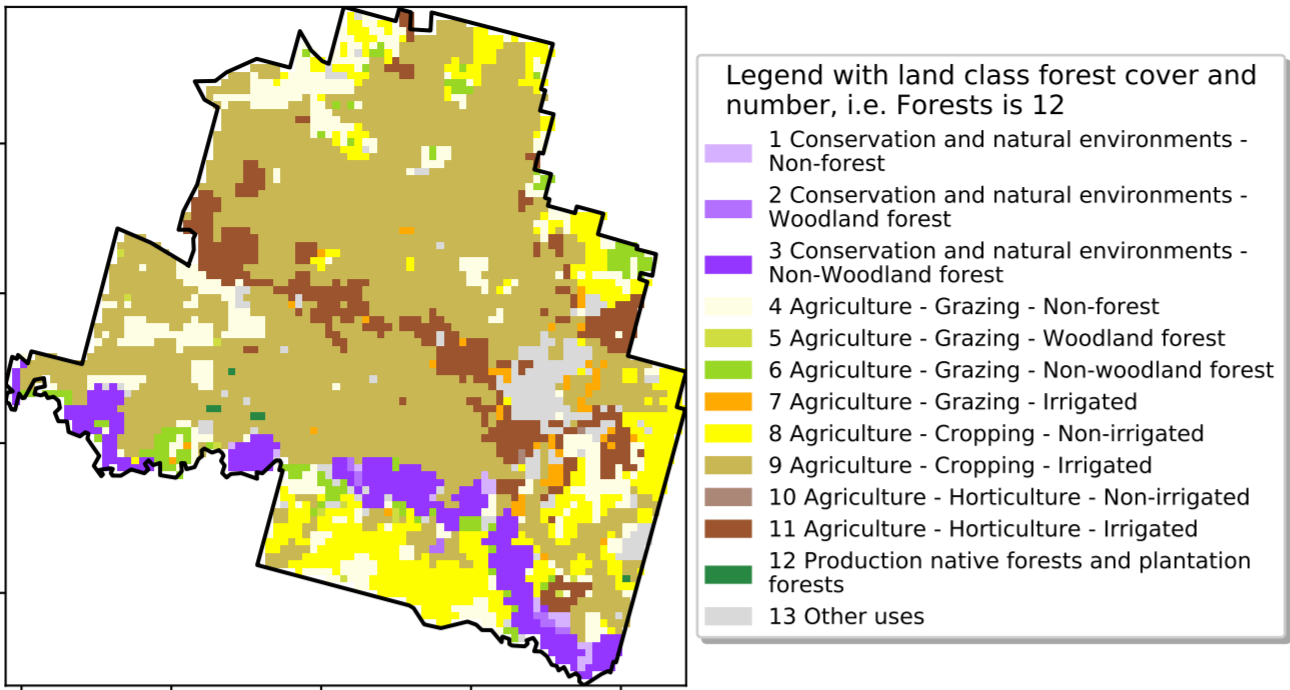 Legend with land class forest cover and
number, i.e. Forests is 12
1 Conservation and natural environments -
Non-forest
2 Conservation and natural environments -
Woodland forest
3 Conservation and natural environments -
Non-Woodland forest
4 Agriculture - Grazing - Non-forest
5 Agriculture - Grazing - Woodland forest
6 Agriculture - Grazing - Non-woodland forest
7 Agriculture - Grazing - Irrigated
8 Agriculture - Cropping - Non-irrigated
9 Agriculture - Cropping - Irrigated
10 Agriculture - Horticulture - Non-irrigated
11 Agriculture - Horticulture - Irrigated
12 Production native forests and plantation
forests
13 Other uses